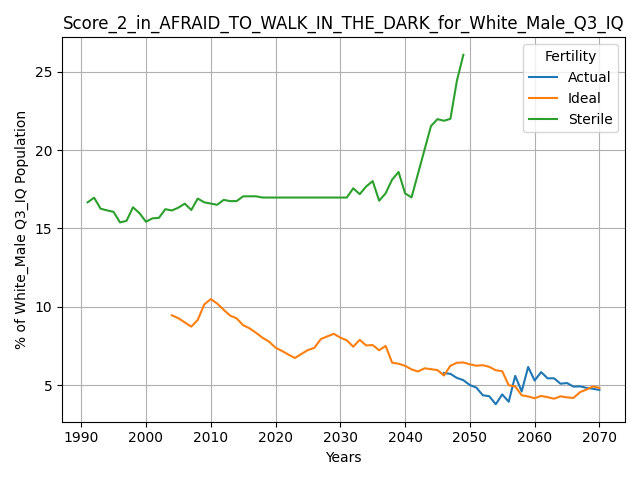 Score_2_in_AFRAID_TO_WALK_IN_THE_DARK_for_White_Male_Q3_IQ
Fertility
Actual
Ideal
Sterile
% of White_Male Q3_IQ Population
25
20
15
10
5
1990 2000 2010 2020 2030 2040 2050 2060 2070
Years